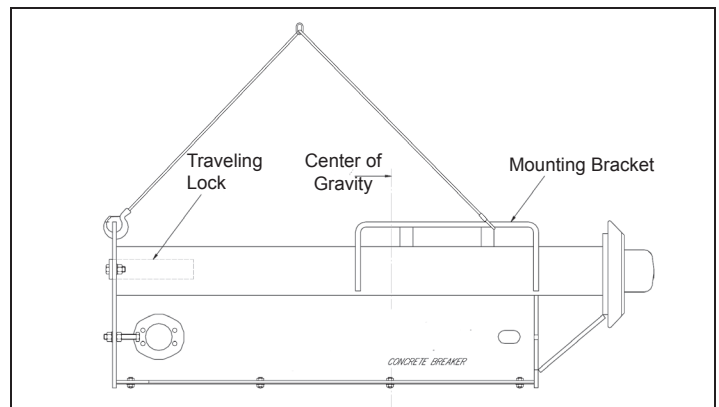 Traveling
Lock
Center of
Gravity
Mounting Bracket
CONCRETE BREAKER